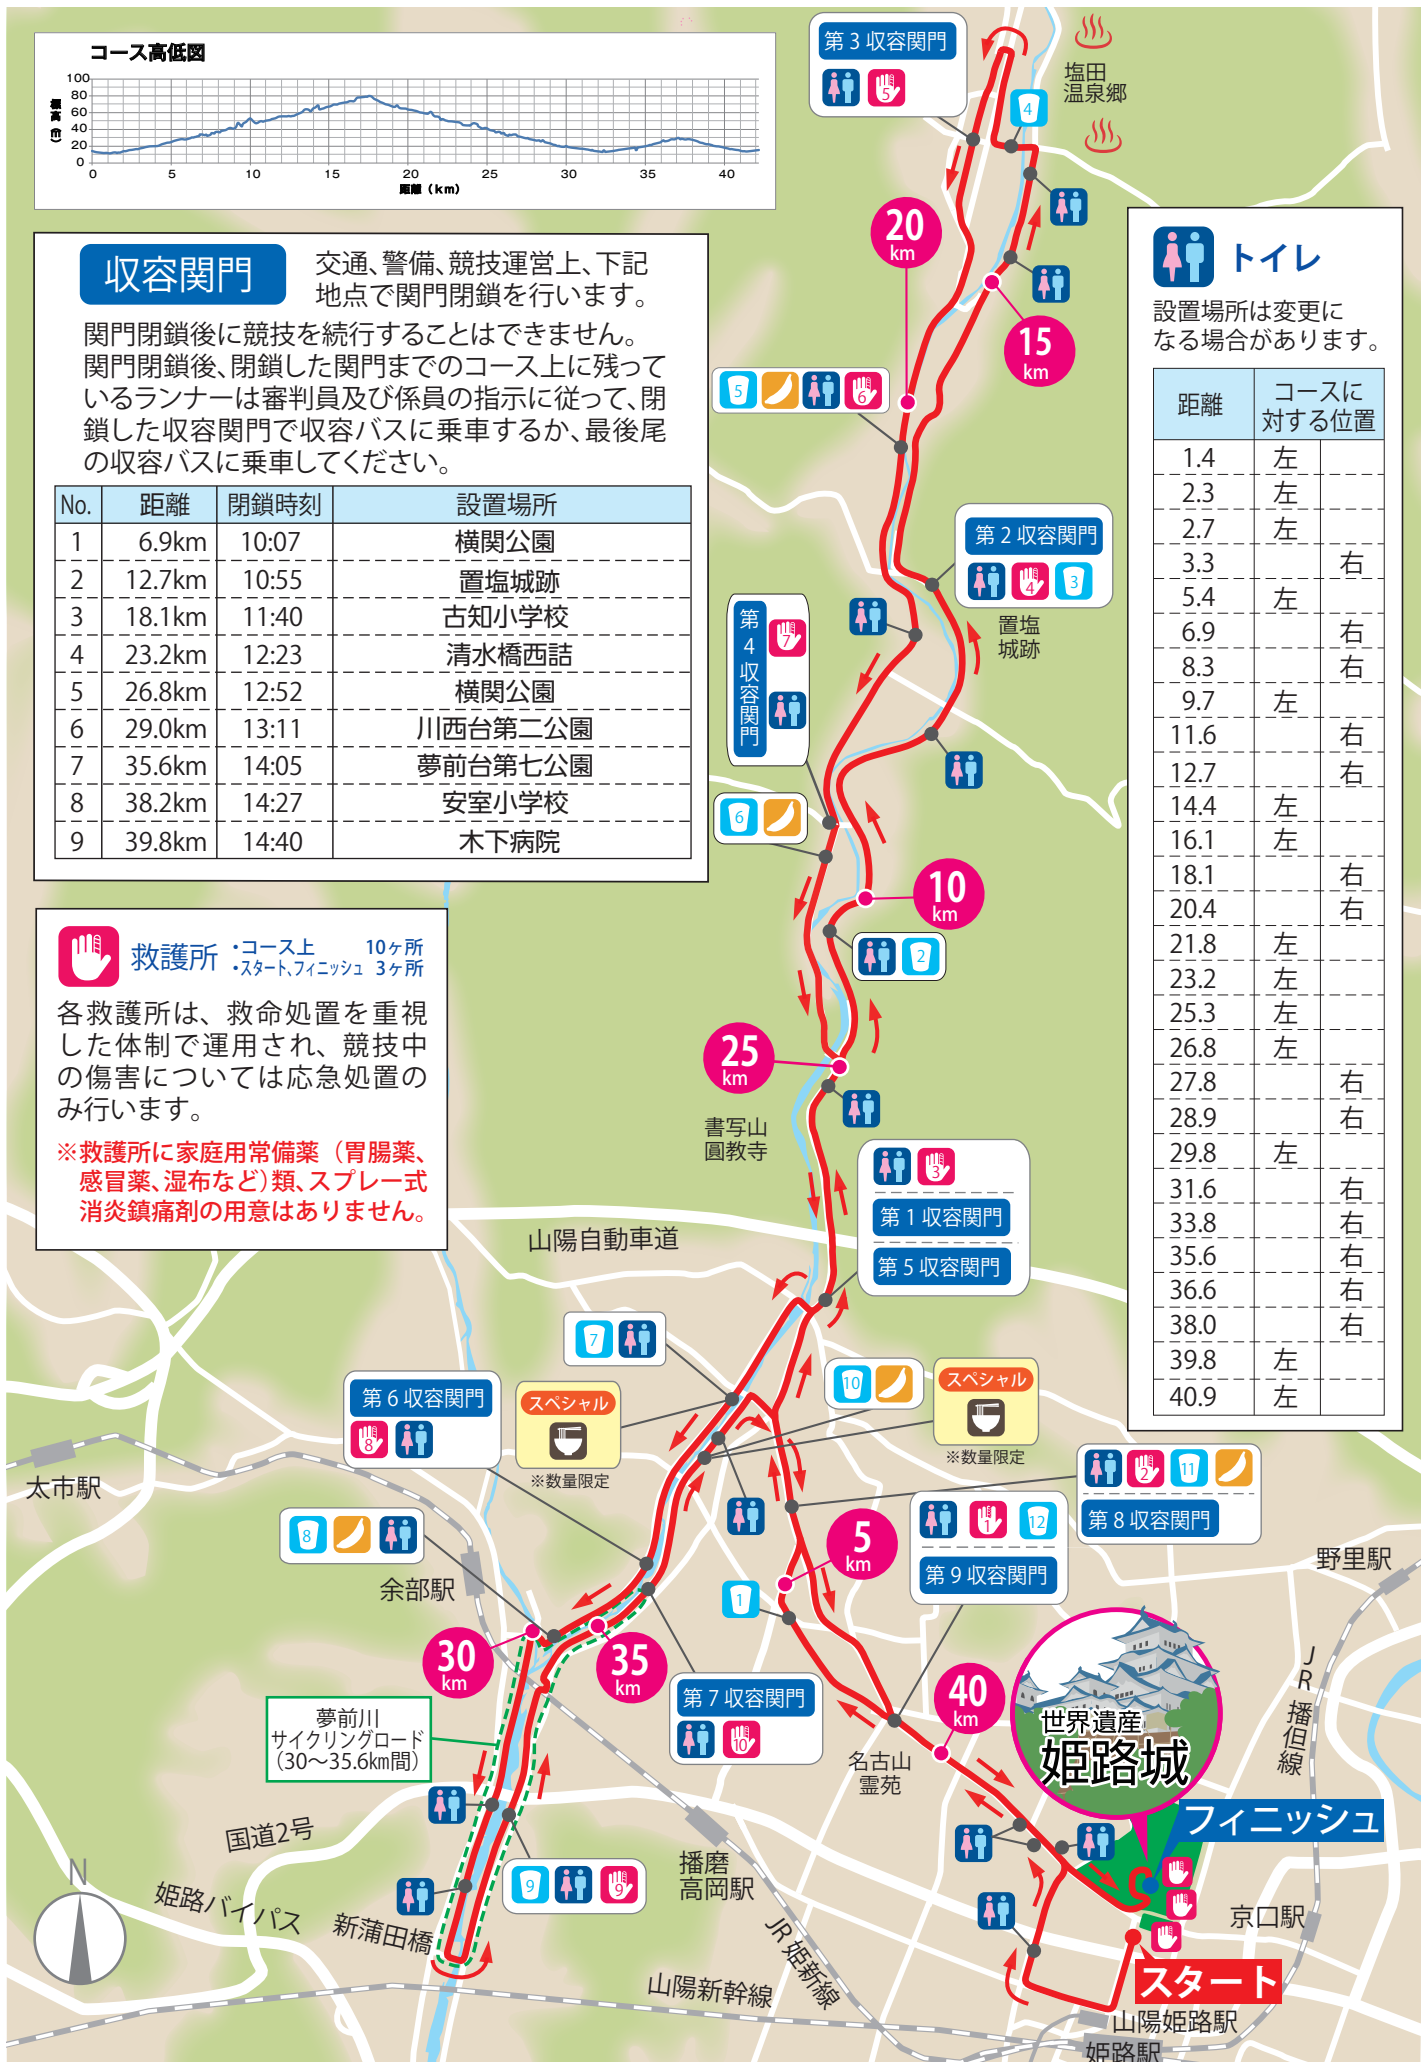 コース高低図
標高(m)
100
80
60
40
20
0
0 5 10 15 20 25 30 35 40
距離(km)
収容関門
交通、警備、競技運営上、下記
地点で関門閉鎖を行います。
関門閉鎖後に競技を続行することはできません。
関門閉鎖後、閉鎖した関門までのコース上に残って
いるランナーは審判員及び係員の指示に従って、閉
鎖した収容関門で収容バスに乗車するか、最後尾
の収容バスに乗車してください。
No. 距離 閉鎖時刻 設置場所
1 6.9km 10:07 横関公園
2 12.7km 10:55 置塩城跡
3 18.1km 11:40 古知小学校
4 23.2km 12:23 清水橋西詰
5 26.8km 12:52 横関公園
6 29.0km 13:11 川西台第二公園
7 35.6km 14:05 夢前台第七公園
8 38.2km 14:27 安室小学校
9 39.8km 14:40 木下病院
救護所
・コース上 10ヶ所
・スタート、フィニッシュ 3ヶ所
各救護所は、救命処置を重視
した体制で運用され、競技中
の傷害については応急処置の
み行います。
※救護所に家庭用常備薬(胃腸薬、
感冒薬、湿布など)類、スプレー式
消炎鎮痛剤の用意はありません。
トイレ
設置場所は変更に
なる場合があります。
距離 コースに
対する位置
1.4 左
2.3 左
2.7 左
3.3 右
5.4 左
6.9 右
8.3 右
9.7 左
11.6 右
12.7 右
14.4 左
16.1 左
18.1 右
20.4 右
21.8 左
23.2 左
25.3 左
26.8 左
27.8 右
28.9 右
29.8 左
31.6 右
33.8 右
35.6 右
36.6 右
38.0 右
39.8 左
40.9 左
第3収容関門
5
塩田
温泉郷
4
20
km
15
km
5 6
第2収容関門
4 3
置塩
城跡
第4収容関門
7
6
10
km
2
25
km
書写山
圓教寺
3
第1収容関門
第5収容関門
山陽自動車道
7
10
スペシャル
※数量限定
第6収容関門
8
スペシャル
※数量限定
太市駅
2 11
第8収容関門
1 12
第9収容関門
5
km
8
余部駅
1
野里駅
30
km
35
km
第7収容関門
10
40
km
名古山
霊苑
世界遺産
姫路城
JR播但線
夢前川
サイクリングロード
(30〜35.6km間)
フィニッシュ
国道2号
9 9
播磨
高岡駅
N
姫路バイパス
新蒲田橋
京口駅
JR姫新線
スタート
山陽新幹線
山陽姫路駅
姫路駅